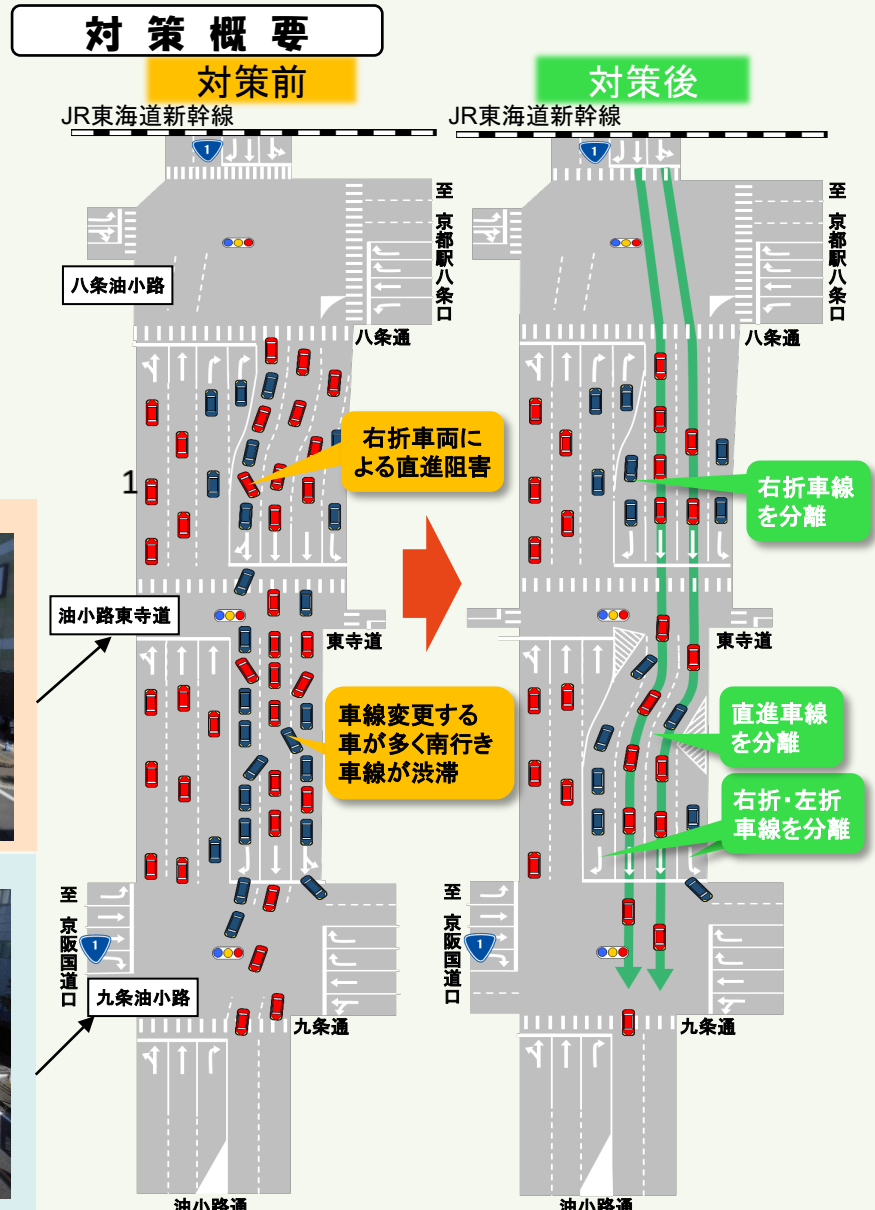 対策概要
対策前
対策後
JR東海道新幹線
JR東海道新幹線
1
1
至 京都駅八条口
至 京都駅八条口
八条油小路
八条通
八条通
右折車両に
よる直進阻害
1
右折車線
を分離
油小路東寺道
東寺道
東寺道
車線変更する
車が多く南行き
車線が渋滞
直進車線
を分離
右折・左折
車線を分離
至 京阪国道口
1
至 京阪国道口
1
九条油小路
九条通
九条通
油小路通
油小路通